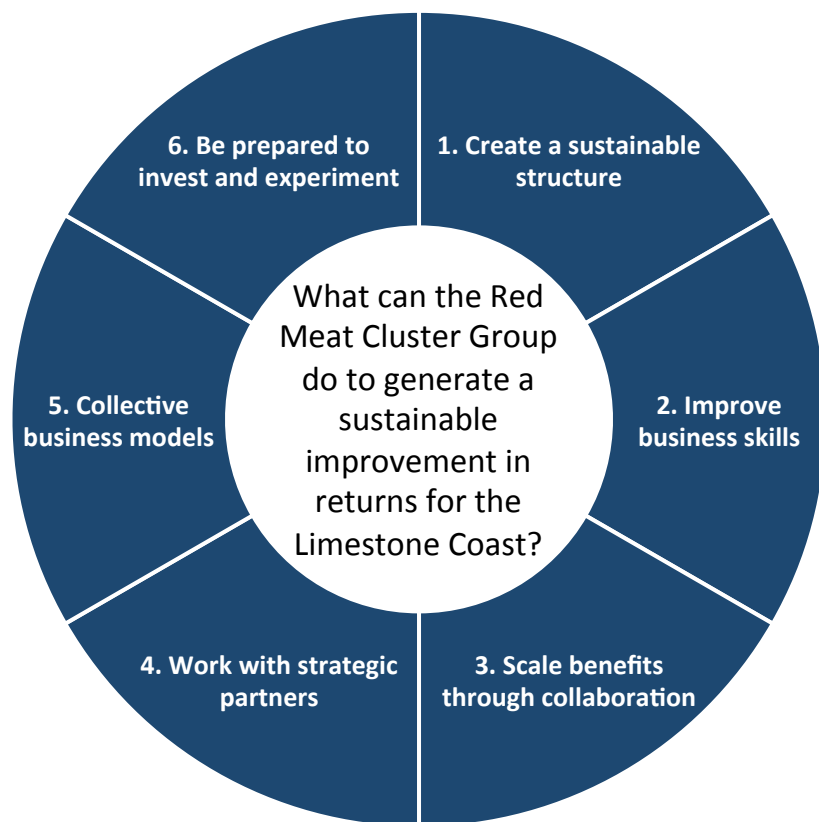 What can the Red
Meat Cluster Group
do to generate a
sustainable
improvement in
returns for the
Limestone Coast?
1. Create a sustainable
structure
2. Improve
business skills
3. Scale benefits
through collaboration
4. Work with strategic
partners
5. Collective
business models
6. Be prepared to
invest and experiment